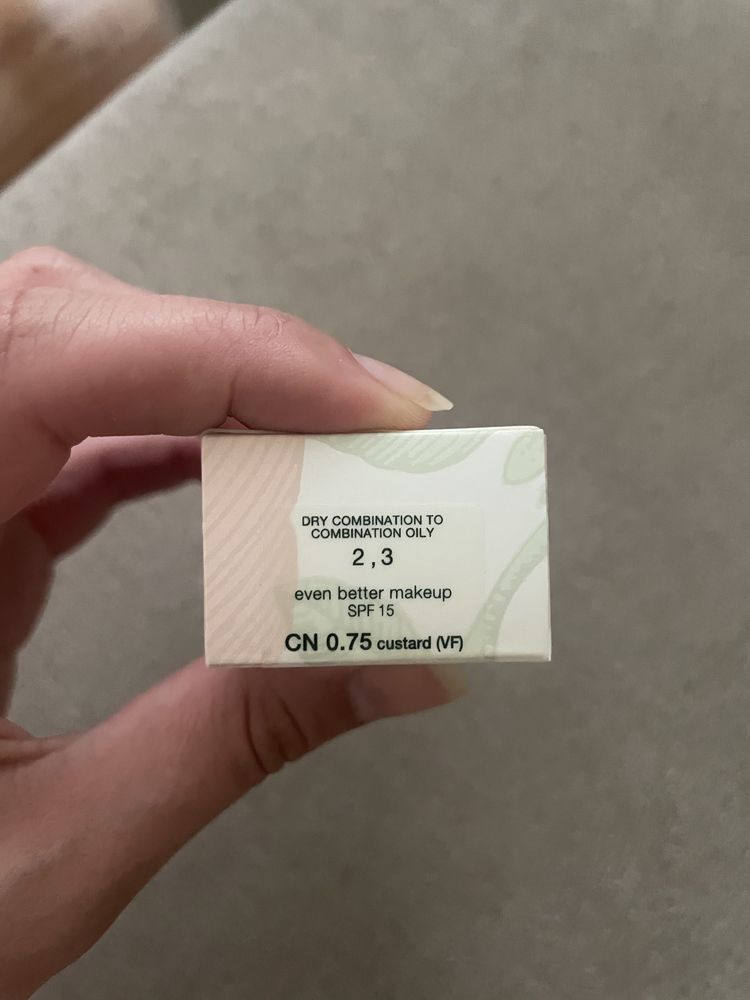 DRY COMBINATION TO
COMBINATION OILY
2 , 3
even better makeup
SPF 15
CN 0.75 custard (VF)